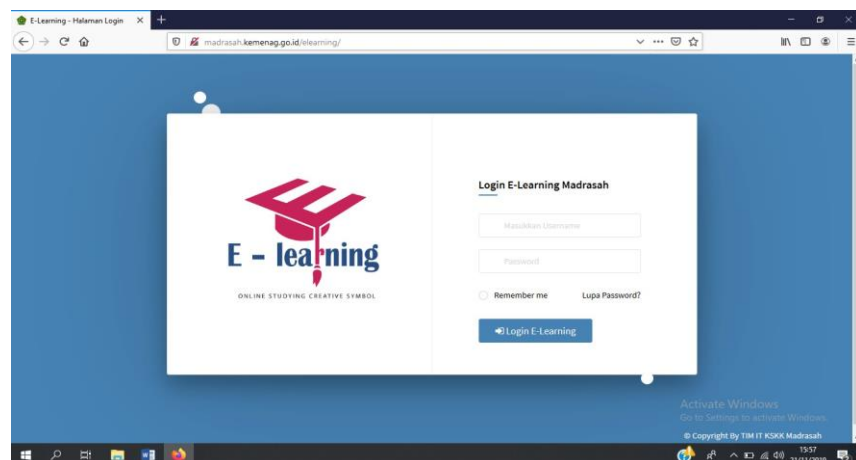 E-Learning - Halaman Login
madrasah.kemenag.go.id/elearning/
E - learning
ONLINE STUDYING CREATIVE SYMBOL
Login E-Learning Madrasah
Masukkan Username
Password
Remember me Lupa Password?
Login E-Learning
Activate Windows
Go to Settings to activate Windows.
© Copyright By TIM IT KSKK Madrasah
15:57